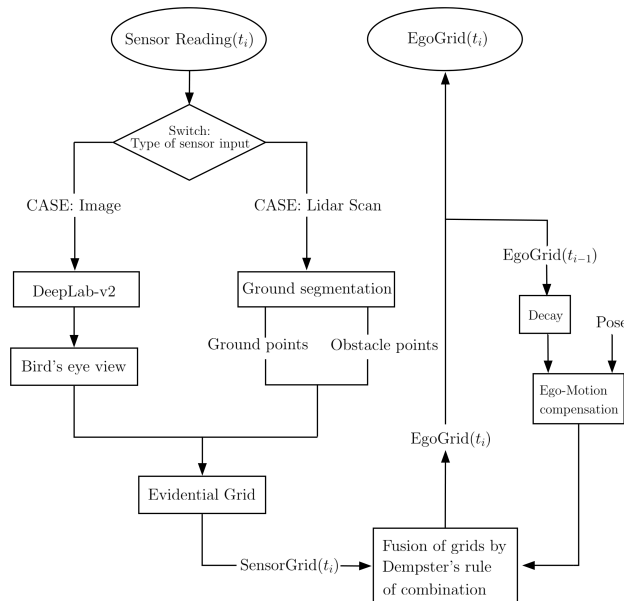 Sensor Reading(t_i)
EgoGrid(t_i)
Switch:
Type of sensor input
CASE: Image
CASE: Lidar Scan
EgoGrid(t_{i−1})
DeepLab-v2
Ground segmentation
Decay
Pose
Ground points
Obstacle points
Bird's eye view
Ego-Motion
compensation
EgoGrid(t_i)
Evidential Grid
Fusion of grids by
Dempster's rule
of combination
SensorGrid(t_i)